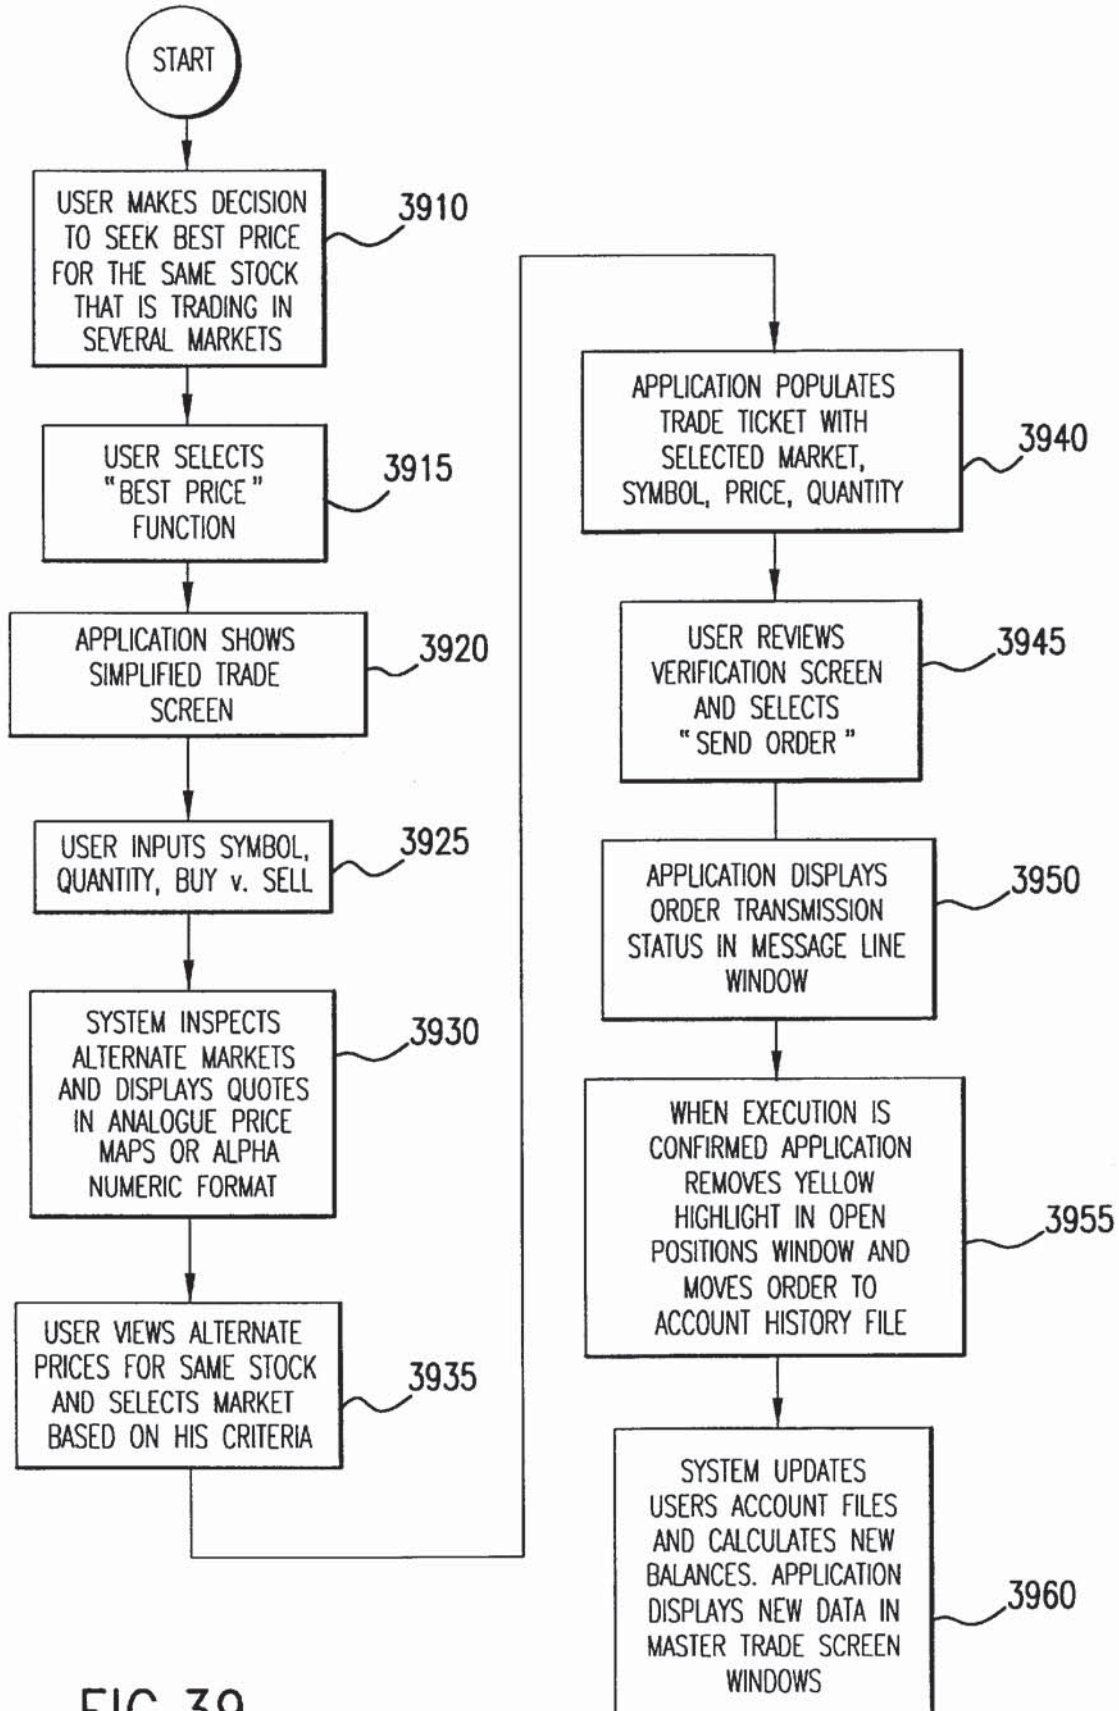 START
USER MAKES DECISION
TO SEEK BEST PRICE
FOR THE SAME STOCK
THAT IS TRADING IN
SEVERAL MARKETS
3910
USER SELECTS
"BEST PRICE"
FUNCTION
3915
APPLICATION SHOWS
SIMPLIFIED TRADE
SCREEN
3920
USER INPUTS SYMBOL,
QUANTITY, BUY v. SELL
3925
SYSTEM INSPECTS
ALTERNATE MARKETS
AND DISPLAYS QUOTES
IN ANALOGUE PRICE
MAPS OR ALPHA
NUMERIC FORMAT
3930
USER VIEWS ALTERNATE
PRICES FOR SAME STOCK
AND SELECTS MARKET
BASED ON HIS CRITERIA
3935
APPLICATION POPULATES
TRADE TICKET WITH
SELECTED MARKET,
SYMBOL, PRICE, QUANTITY
3940
USER REVIEWS
VERIFICATION SCREEN
AND SELECTS
"SEND ORDER"
3945
APPLICATION DISPLAYS
ORDER TRANSMISSION
STATUS IN MESSAGE LINE
WINDOW
3950
WHEN EXECUTION IS
CONFIRMED APPLICATION
REMOVES YELLOW
HIGHLIGHT IN OPEN
POSITIONS WINDOW AND
MOVES ORDER TO
ACCOUNT HISTORY FILE
3955
SYSTEM UPDATES
USERS ACCOUNT FILES
AND CALCULATES NEW
BALANCES. APPLICATION
DISPLAYS NEW DATA IN
MASTER TRADE SCREEN
WINDOWS
3960
FIG.39